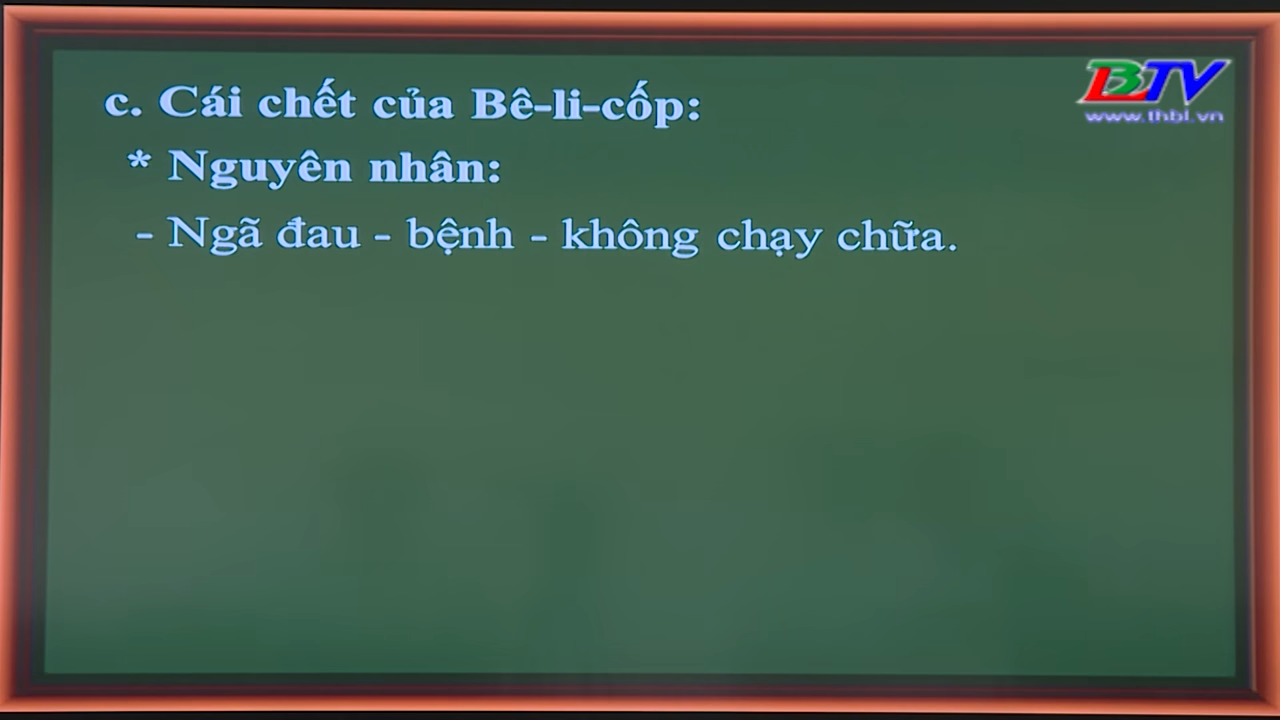 BTV
www.thbl.vn
c. Cái chết của Bê-li-cốp:
* Nguyên nhân:
- Ngã đau - bệnh - không chạy chữa.